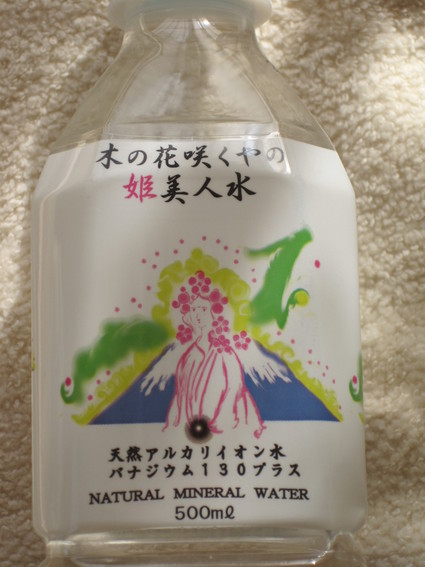 木の花咲くやの
姫美人水
天然アルカリイオン水
バナジウム130プラス
NATURAL MINERAL WATER
500mℓ